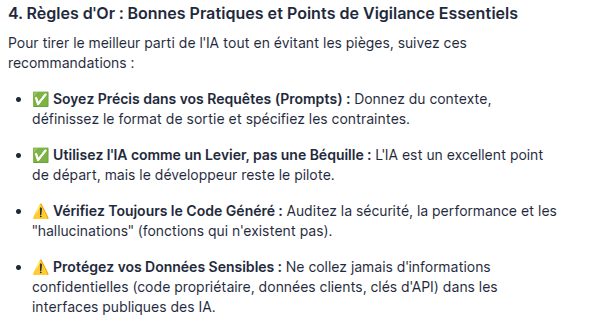 4. Règles d'Or : Bonnes Pratiques et Points de Vigilance Essentiels
Pour tirer le meilleur parti de l'IA tout en évitant les pièges, suivez ces
recommandations :
• ✅ Soyez Précis dans vos Requêtes (Prompts) : Donnez du contexte,
définissez le format de sortie et spécifiez les contraintes.
• ✅ Utilisez l'IA comme un Levier, pas une Béquille : L'IA est un excellent point
de départ, mais le développeur reste le pilote.
• ⚠️ Vérifiez Toujours le Code Généré : Auditez la sécurité, la performance et les
"hallucinations" (fonctions qui n'existent pas).
• ⚠️ Protégez vos Données Sensibles : Ne collez jamais d'informations
confidentielles (code propriétaire, données clients, clés d'API) dans les
interfaces publiques des IA.